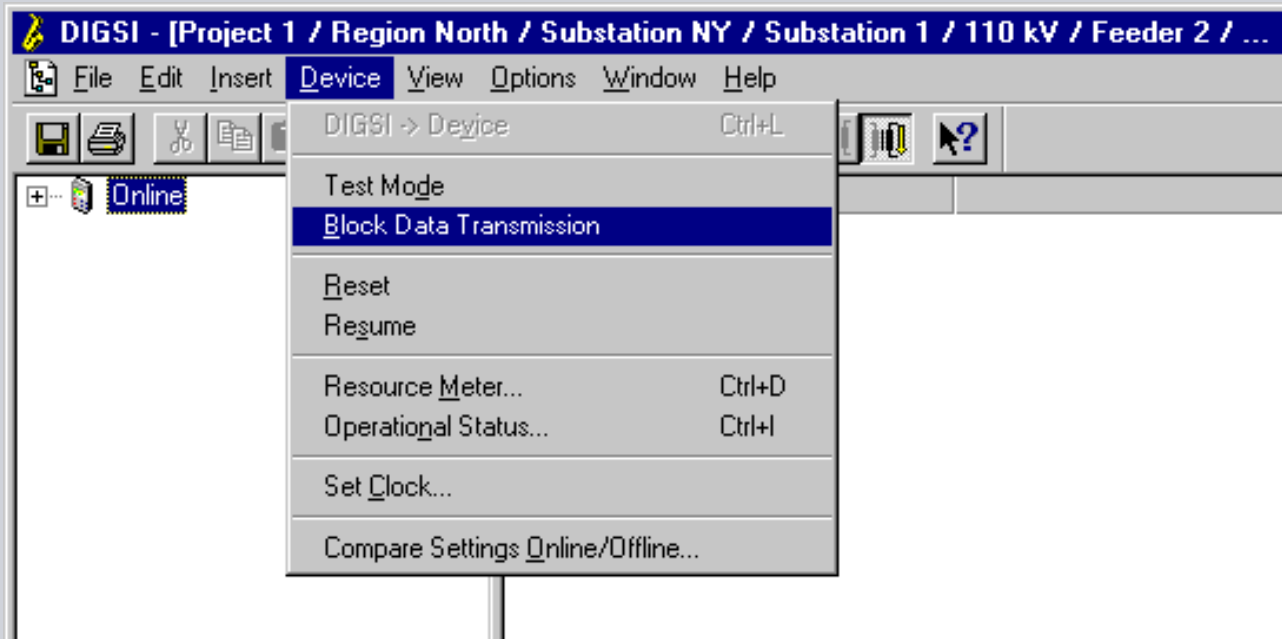 DIGSI - [Project 1 / Region North / Substation NY / Substation 1 / 110 kV / Feeder 2 / ...
File Edit Insert Device View Options Window Help
DIGSI -> Device Ctrl+L
Test Mode
Online
Block Data Transmission
Reset
Resume
Resource Meter... Ctrl+D
Operational Status... Ctrl+I
Set Clock...
Compare Settings Online/Offline...